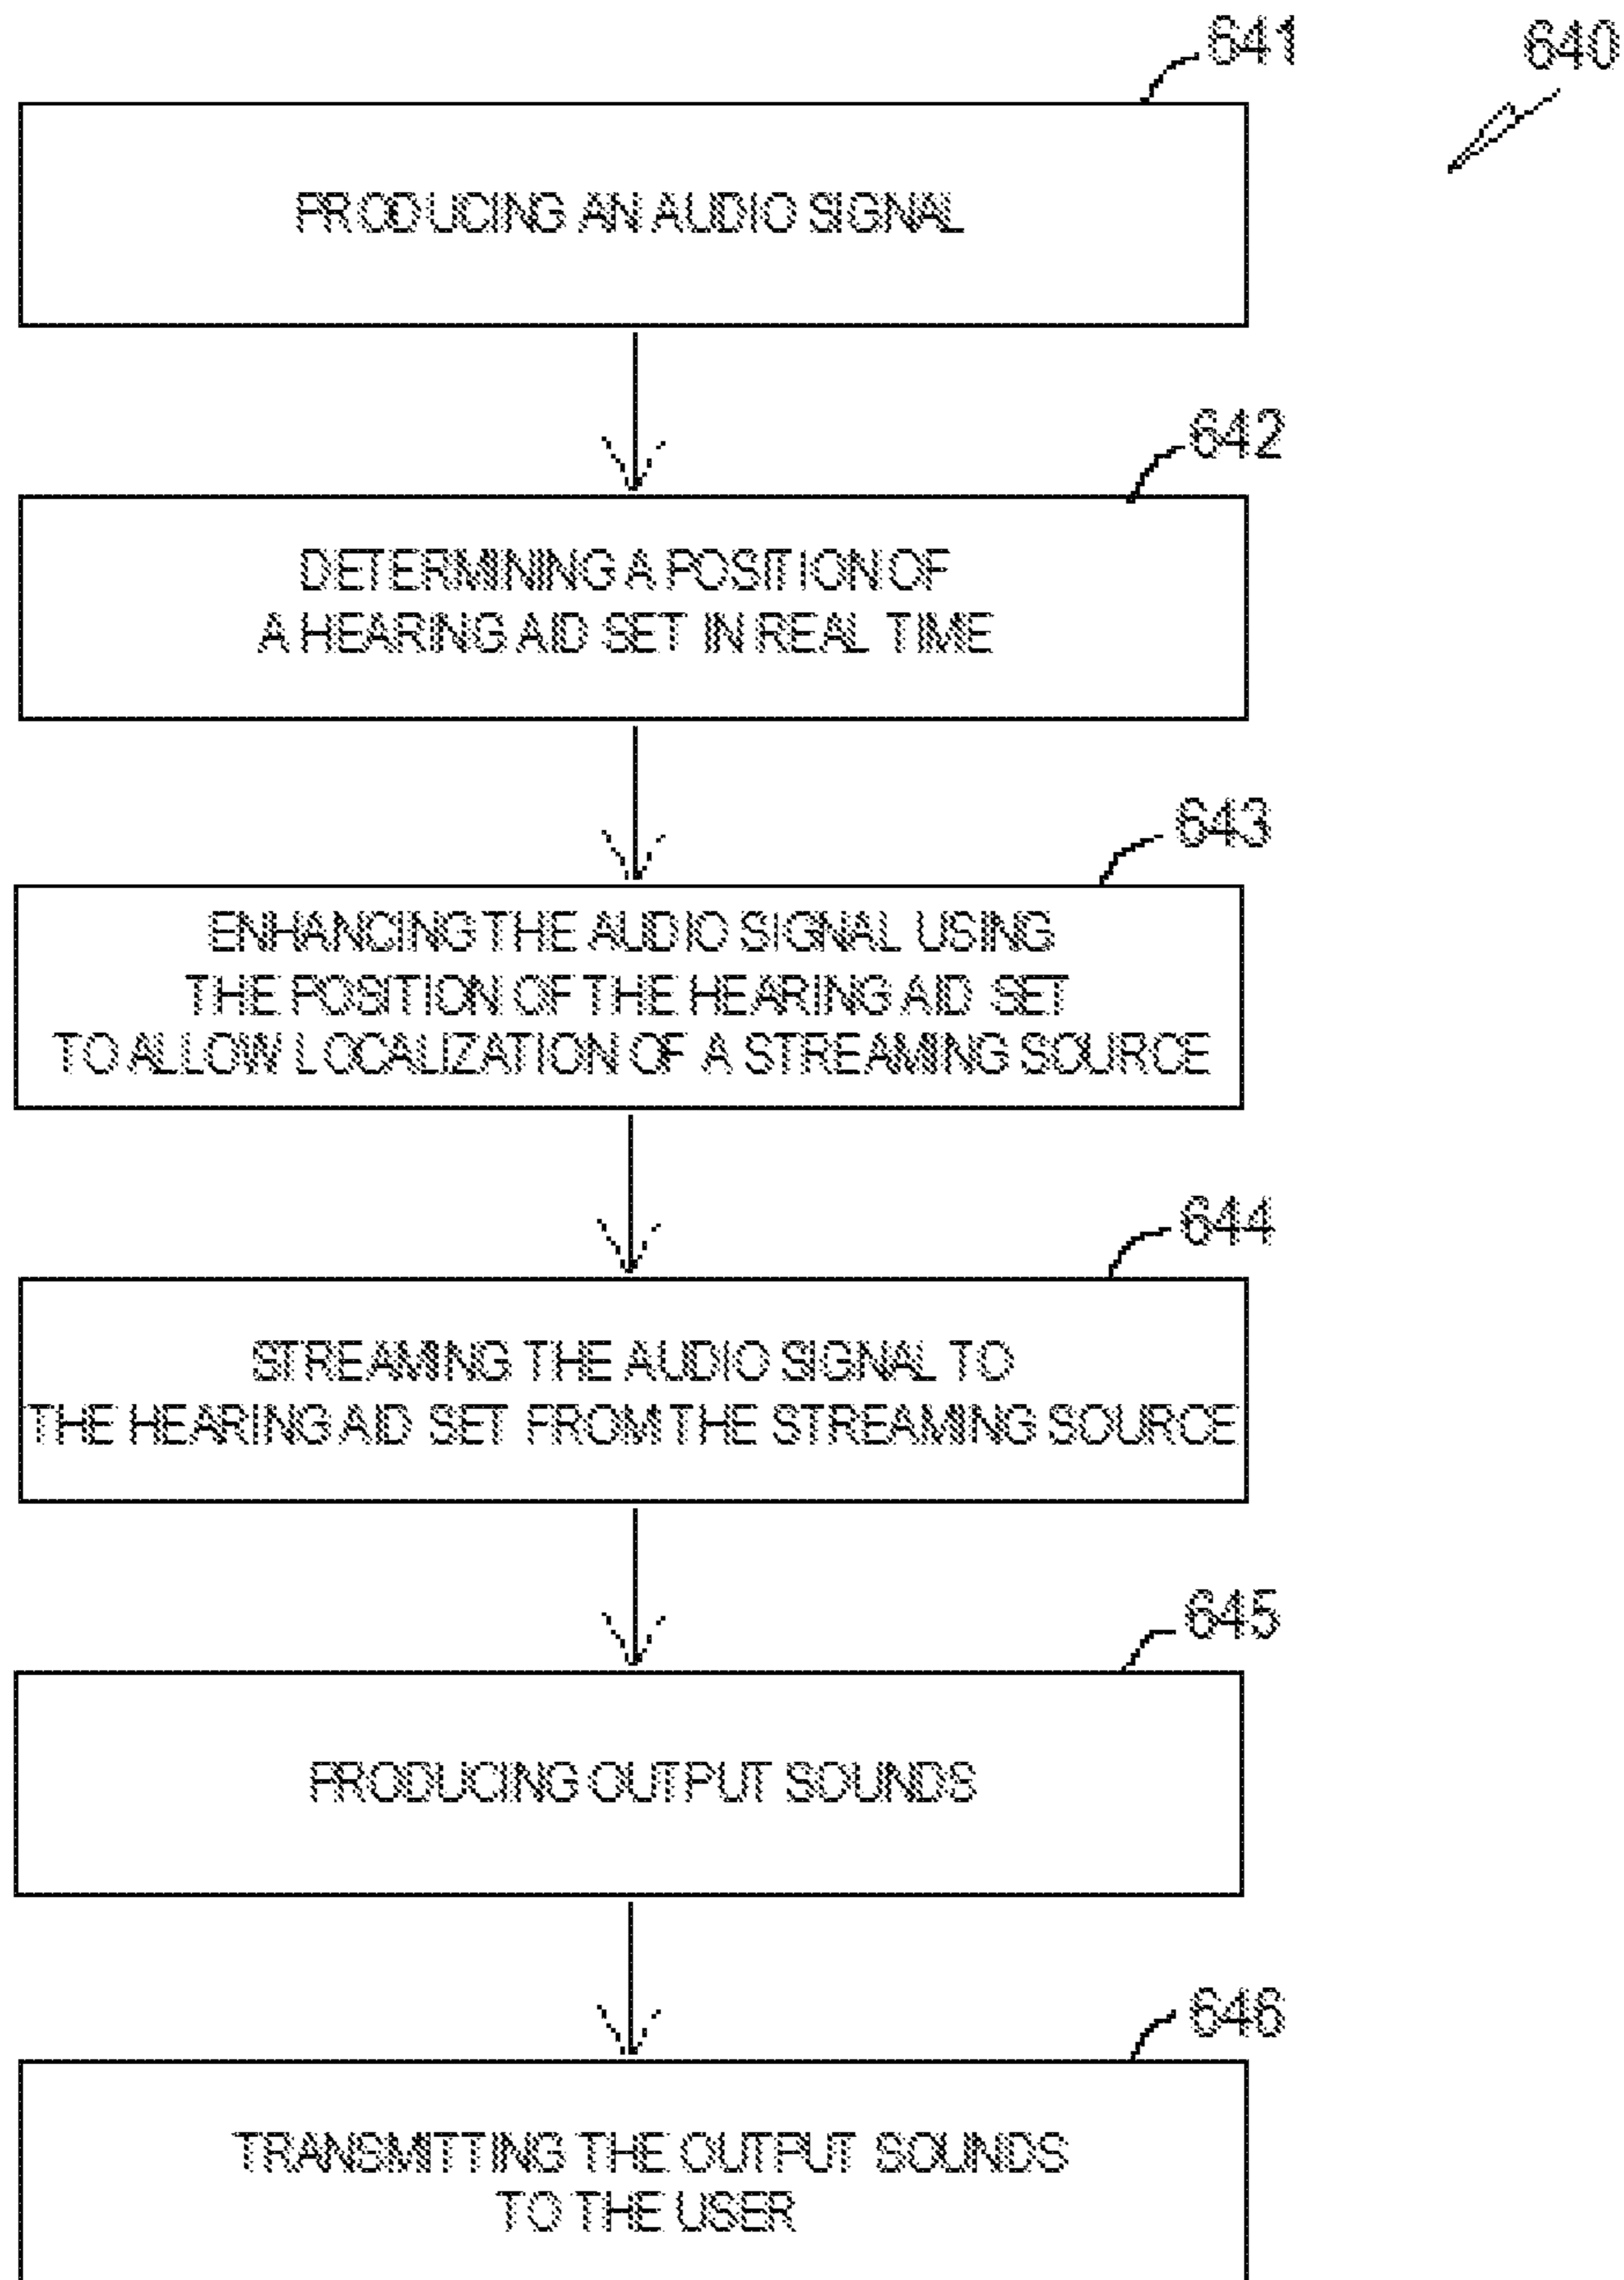 641
640
PRODUCING AN AUDIO SIGNAL
642
DETERMINING A POSITION OF
A HEARING AID SET IN REAL TIME
643
ENHANCING THE AUDIO SIGNAL USING
THE POSITION OF THE HEARING AID SET
TO ALLOW LOCALIZATION OF A STREAMING SOURCE
644
STREAMING THE AUDIO SIGNAL TO
THE HEARING AID SET FROM THE STREAMING SOURCE
645
PRODUCING OUTPUT SOUNDS
646
TRANSMITTING THE OUTPUT SOUNDS
TO THE USER